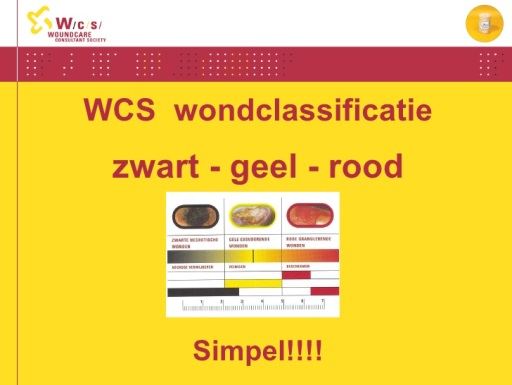 W/C/S/
WOUNDCARE
CONSULTANT SOCIETY
WCS wondclassificatie
zwart - geel - rood
ZWARTE NECROTISCHE WONDEN
GELE EXSUDERENDE WONDEN
RODE GRANULERENDE WONDEN
Simpel!!!!